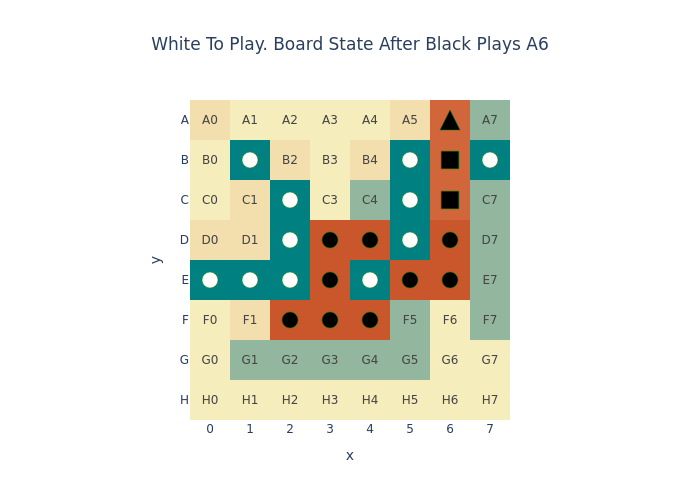 White To Play. Board State After Black Plays A6
A A0 A1 A2 A3 A4 A5 A7
B B0 B2 B3 B4
C C0 C1 C3 C4 C7
D D0 D1 D7
E E7
F F0 F1 F5 F6 F7
G G0 G1 G2 G3 G4 G5 G6 G7
H H0 H1 H2 H3 H4 H5 H6 H7
0 1 2 3 4 5 6 7
x
y